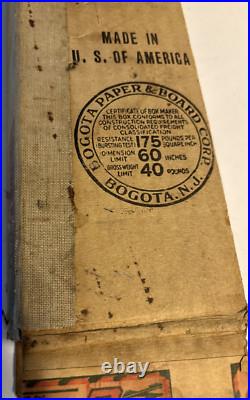 MADE IN
U. S. OF AMERICA
BOGOTA PAPER & BOARD CORP
CERTIFICATE OF BOX MAKER
THIS BOX CONFORMS TO ALL
CONSTRUCTION REQUIREMENTS
OF CONSOLIDATED FREIGHT
CLASSIFICATION
RESISTANCE (BURSTING TEST) 175 POUNDS PER SQUARE INCH
DIMENSION LIMIT 60 INCHES
GROSS WEIGHT LIMIT 40 POUNDS
BOGOTA. N.J.